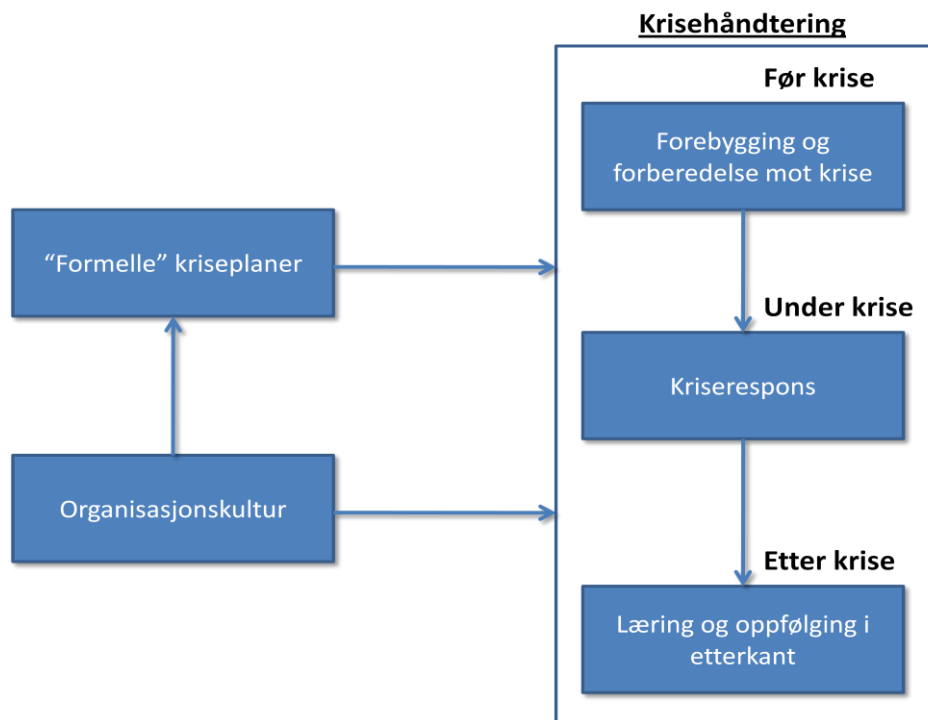 Krisehåndtering
Før krise
Forebygging og
forberedelse mot krise
“Formelle” kriseplaner
Under krise
Kriserespons
Organisasjonskultur
Etter krise
Læring og oppfølging i
etterkant